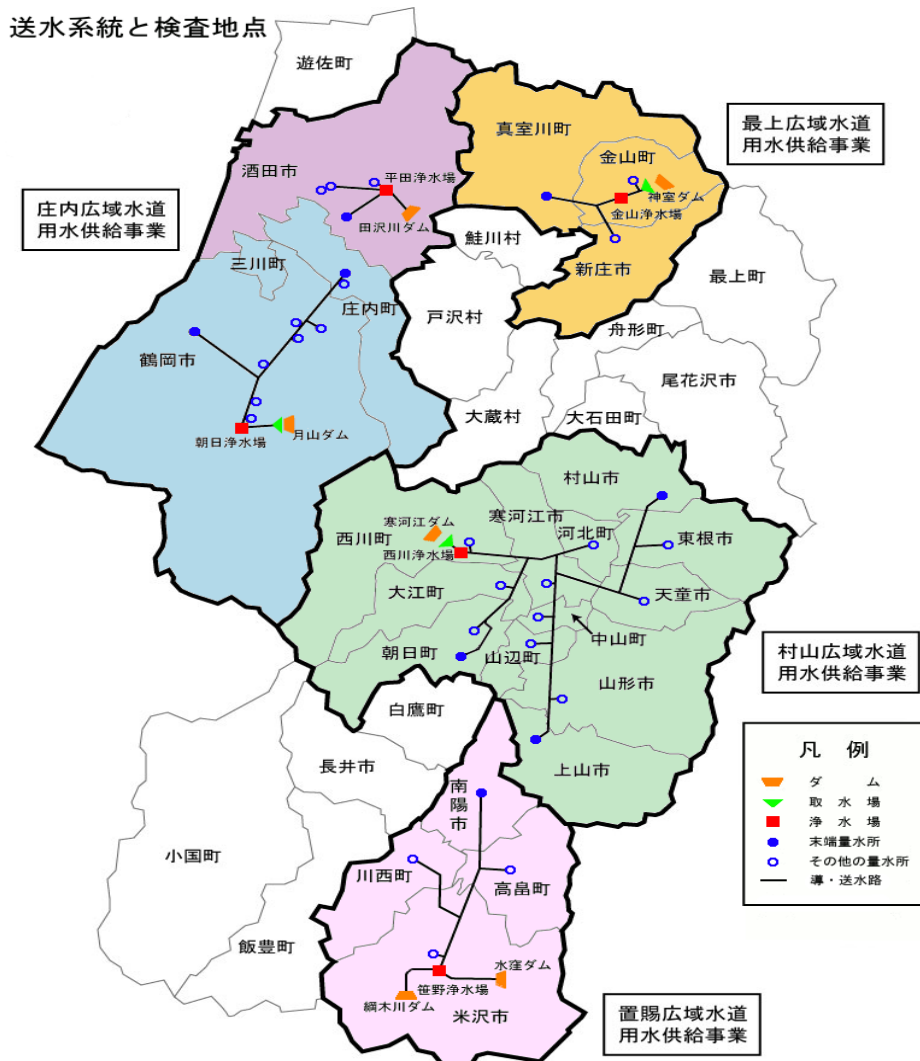 送水系統と検査地点
遊佐町
真室川町
最上広域水道
用水供給事業
金山町
酒田市
平田浄水場
神室ダム
金山浄水場
庄内広域水道
用水供給事業
田沢川ダム
鮭川村
三川町
新庄市
最上町
庄内町
戸沢村
舟形町
鶴岡市
尾花沢市
大蔵村
大石田町
朝日浄水場
月山ダム
村山市
寒河江ダム
寒河江市
西川町
河北町
東根市
西川浄水場
大江町
天童市
中山町
朝日町
山辺町
村山広域水道
用水供給事業
山形市
白鷹町
長井市
上山市
南陽市
小国町
川西町
高畠町
飯豊町
水窪ダム
笹野浄水場
綱木川ダム
米沢市
置賜広域水道
用水供給事業
凡例
ダム
取水場
浄水場
末端量水所
その他の量水所
導・送水路